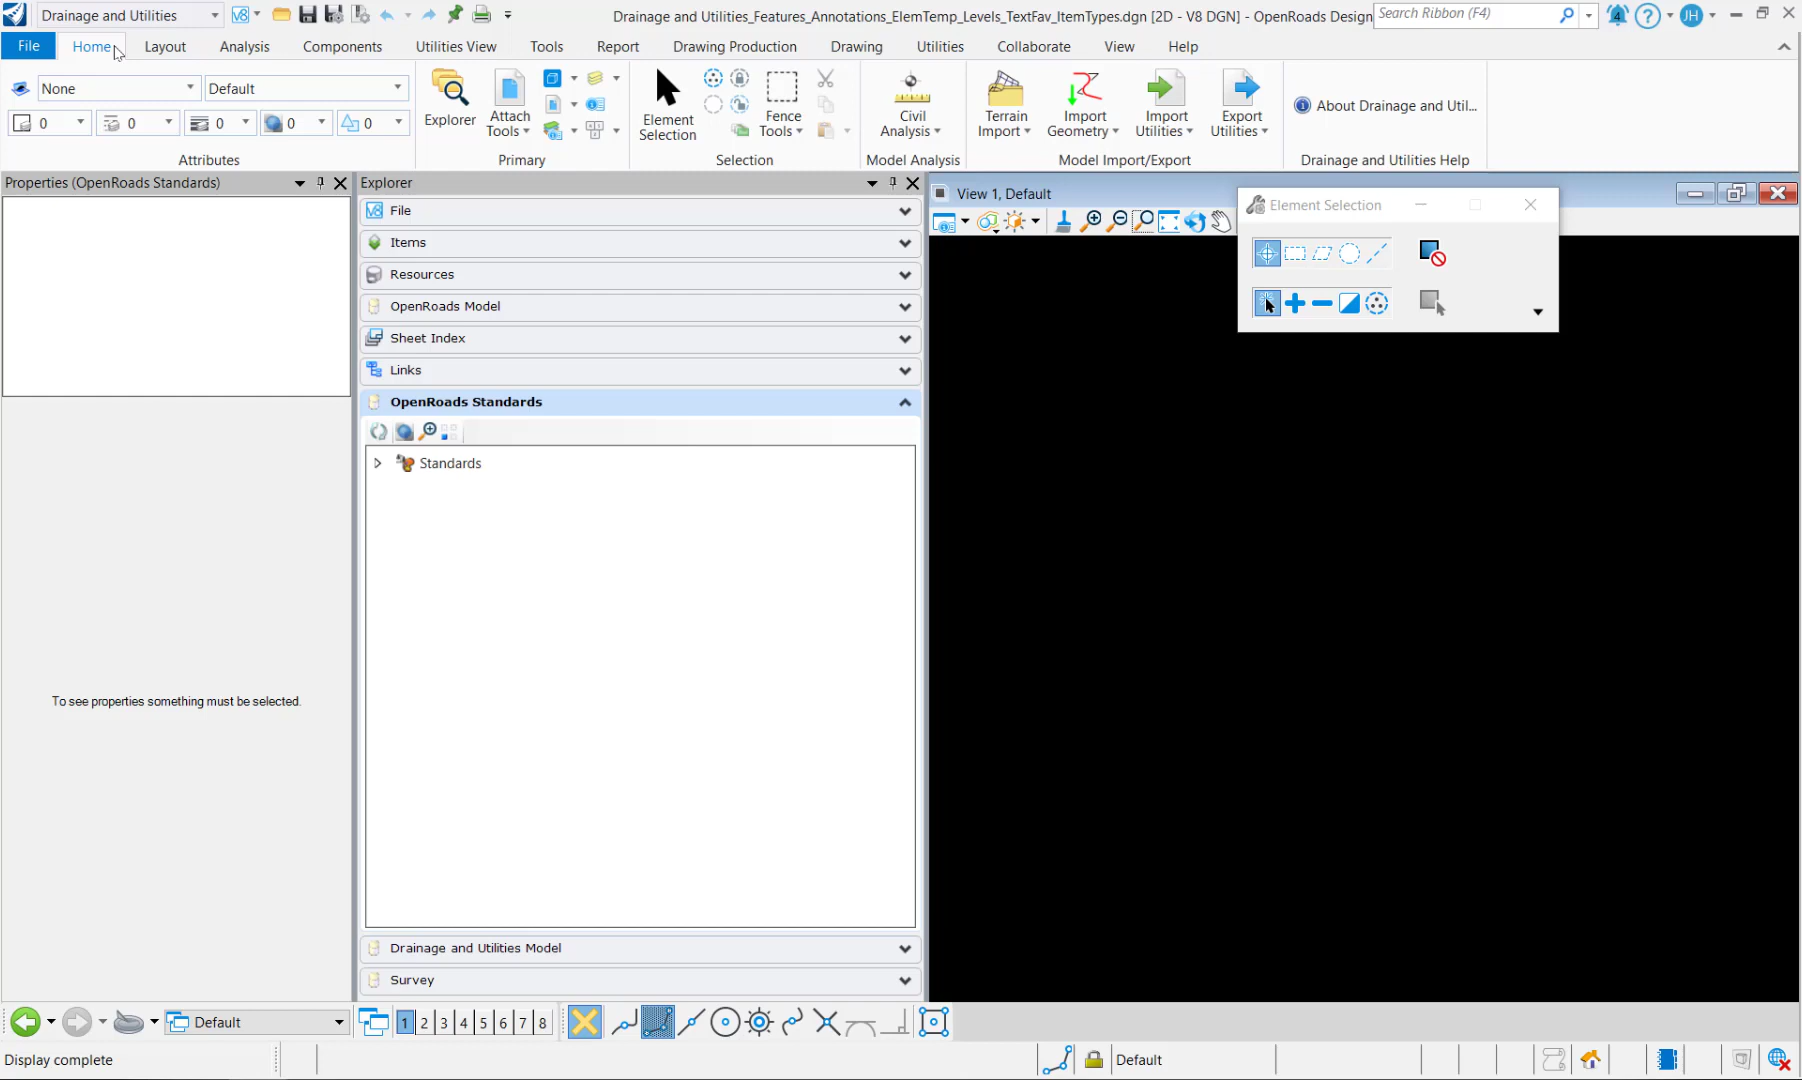 Drainage and Utilities
Drainage and Utilities_Features_Annotations_ElemTemp_Levels_TextFav_ItemTypes.dgn [2D - V8 DGN] - OpenRoads Design
Search Ribbon (F4)
4
JH
File
Home
Layout
Analysis
Components
Utilities View
Tools
Report
Drawing Production
Drawing
Utilities
Collaborate
View
Help
None
Default
0
0
0
0
0
Attributes
Explorer
Attach
Tools
Primary
Element
Selection
Fence
Tools
Selection
Civil
Analysis
Model Analysis
Terrain
Import
Import
Geometry
Import
Utilities
Export
Utilities
Model Import/Export
About Drainage and Util...
Drainage and Utilities Help
Properties (OpenRoads Standards)
To see properties something must be selected.
Explorer
File
Items
Resources
OpenRoads Model
Sheet Index
Links
OpenRoads Standards
Standards
Drainage and Utilities Model
Survey
View 1, Default
Element Selection
Default
1 2 3 4 5 6 7 8
Display complete
Default